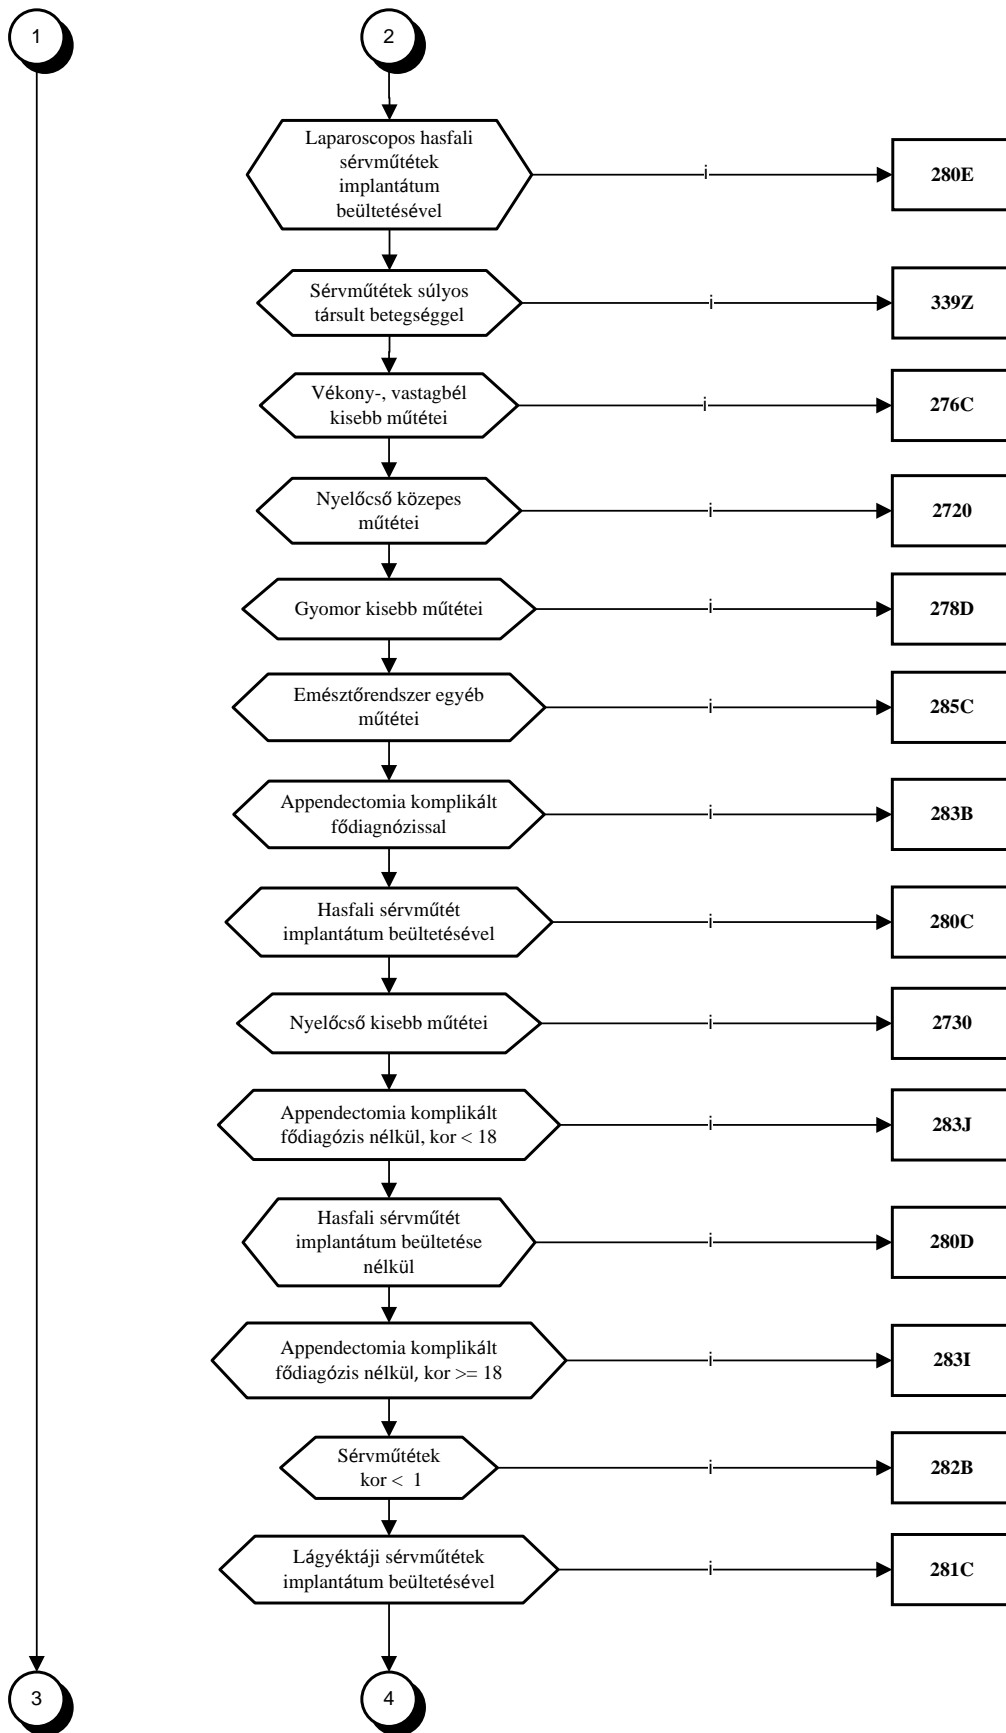 1
2
Laparoscopos hasfali
sérvműtétek
implantátum
beültetésével
i
280E
Sérvműtétek súlyos
társult betegséggel
i
339Z
Vékony-, vastagbél
kisebb műtétei
i
276C
Nyelőcső közepes
műtétei
i
2720
Gyomor kisebb műtétei
i
278D
Emésztőrendszer egyéb
műtétei
i
285C
Appendectomia komplikált
fődiagnózissal
i
283B
Hasfali sérvműtét
implantátum beültetésével
i
280C
Nyelőcső kisebb műtétei
i
2730
Appendectomia komplikált
fődiagózis nélkül, kor < 18
i
283J
Hasfali sérvműtét
implantátum beültetése
nélkül
i
280D
Appendectomia komplikált
fődiagózis nélkül, kor >= 18
i
283I
Sérvműtétek
kor < 1
i
282B
Lágyéktáji sérvműtétek
implantátum beültetésével
i
281C
3
4